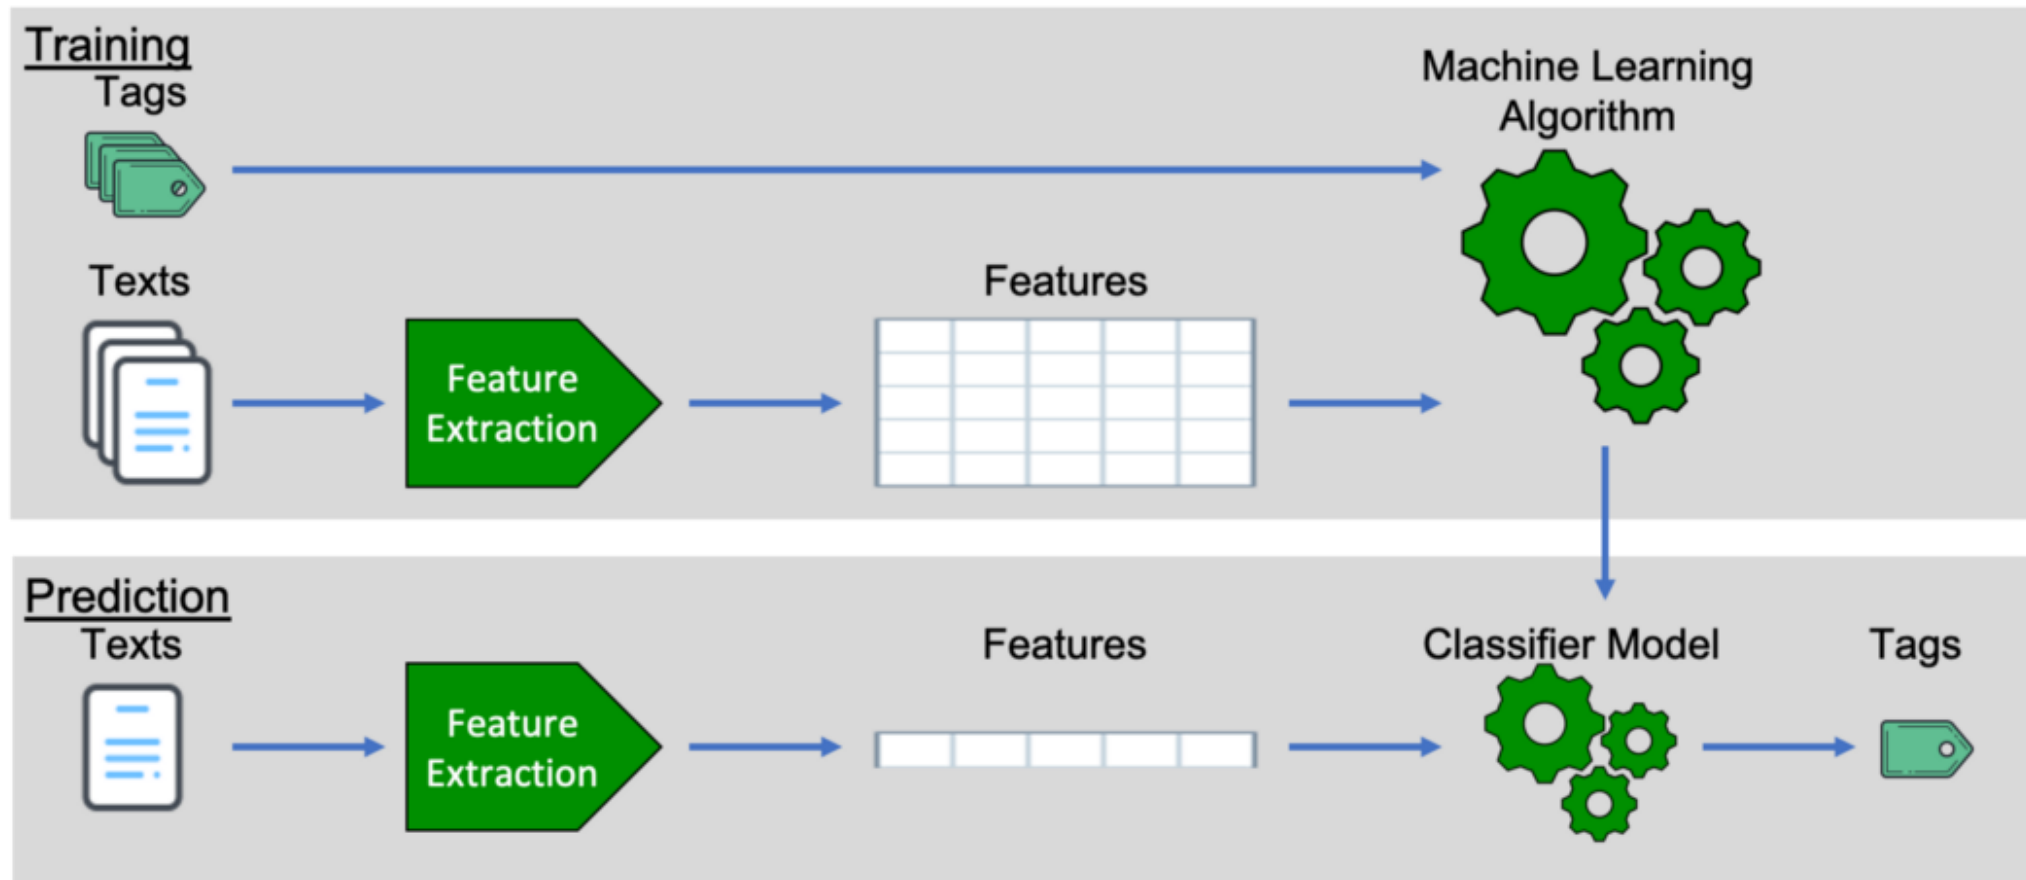 Training
Tags
Machine Learning
Algorithm
Texts
Features
Feature
Extraction
Prediction
Texts
Features
Classifier Model
Tags
Feature
Extraction